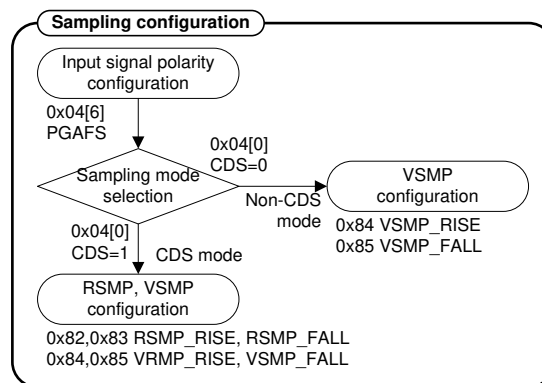 Sampling configuration
Input signal polarity
configuration
0x04[6]
PGAFS
0x04[0]
CDS=0
Sampling mode
selection
Non-CDS
mode
VSMP
configuration
0x84 VSMP_RISE
0x85 VSMP_FALL
0x04[0]
CDS=1
CDS mode
RSMP, VSMP
configuration
0x82,0x83 RSMP_RISE, RSMP_FALL
0x84,0x85 VRMP_RISE, VSMP_FALL